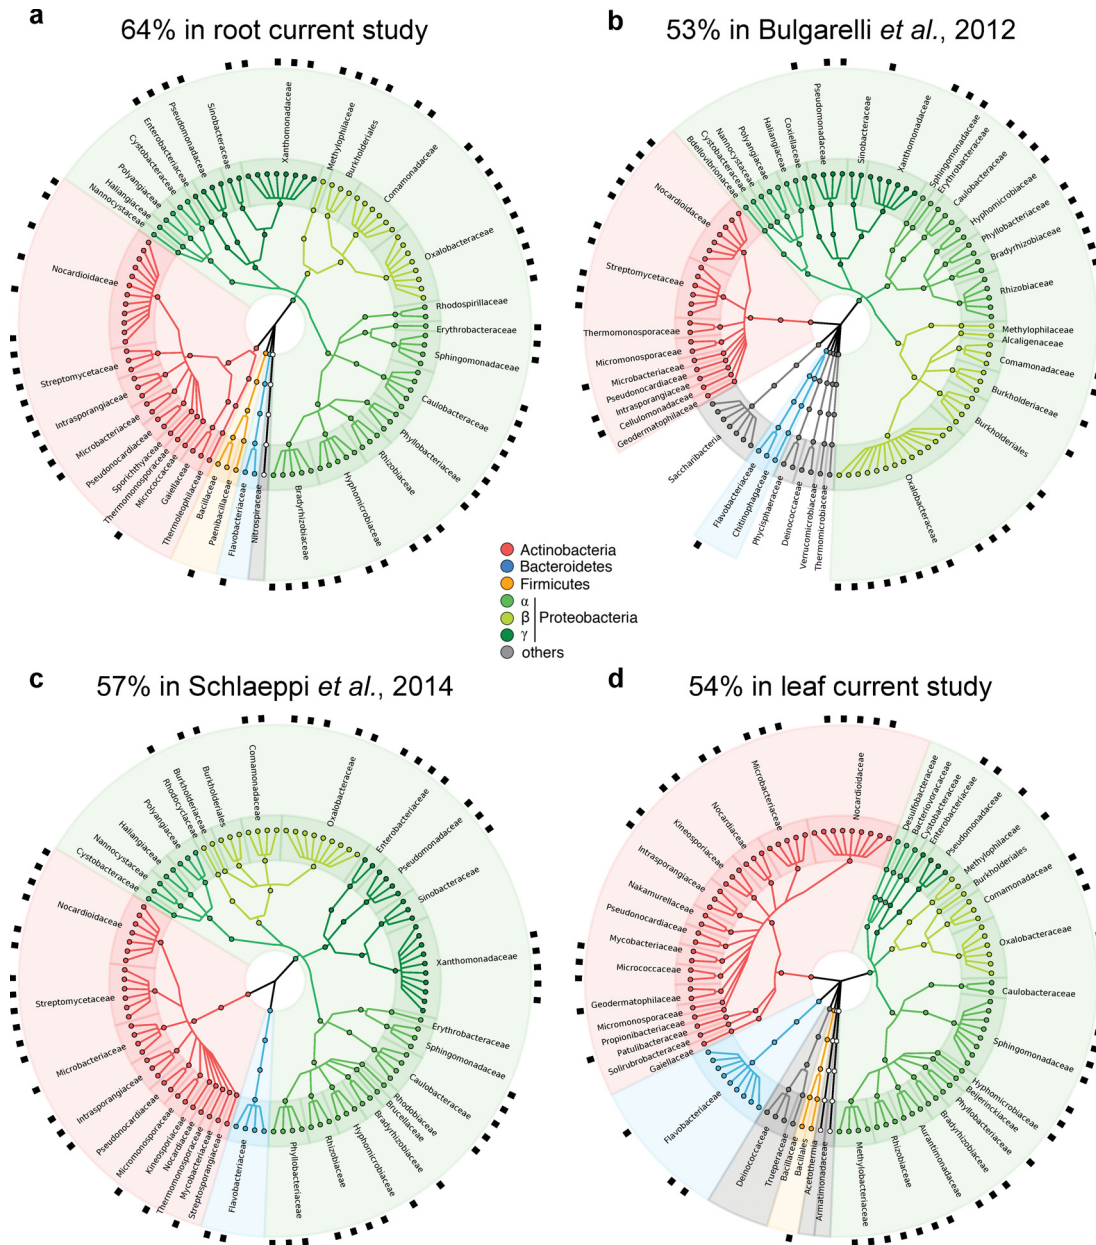 a
64% in root current study
Nannocystaceae
Haliangiaceae
Polyangiaceae
Cystobacteraceae
Enterobacteriaceae
Pseudomonadaceae
Sinobacteraceae
Xanthomonadaceae
Methylophilaceae
Burkholderiales
Comamonadaceae
Oxalobacteraceae
Rhodospirillaceae
Erythrobacteraceae
Sphingomonadaceae
Caulobacteraceae
Phyllobacteriaceae
Rhizobiaceae
Hyphomicrobiaceae
Bradyrhizobiaceae
Nitrospiraceae
Flavobacteriaceae
Paenibacillaceae
Bacillaceae
Thermoleophilaceae
Gaiellaceae
Micrococcaceae
Thermomonosporaceae
Sporichthyaceae
Pseudonocardiaceae
Microbacteriaceae
Intrasporangiaceae
Streptomycetaceae
Nocardioidaceae
b
53% in Bulgarelli et al., 2012
Bdellovibrionaceae
Cystobacteraceae
Nannocystaceae
Polyangiaceae
Haliangiaceae
Coxiellaceae
Pseudomonadaceae
Sinobacteraceae
Xanthomonadaceae
Sphingomonadaceae
Erythrobacteraceae
Caulobacteraceae
Hyphomicrobiaceae
Phyllobacteriaceae
Bradyrhizobiaceae
Rhizobiaceae
Methylophilaceae
Alcaligenaceae
Comamonadaceae
Burkholderiaceae
Burkholderiales
Oxalobacteraceae
Thermomicrobiaceae
Verrucomicrobiaceae
Deinococcaceae
Phycisphaeraceae
Chitinophagaceae
Flavobacteriaceae
Saccharibacteria
Geodermatophilaceae
Cellulomonadaceae
Intrasporangiaceae
Pseudonocardiaceae
Microbacteriaceae
Micromonosporaceae
Thermomonosporaceae
Streptomycetaceae
Nocardioidaceae
Actinobacteria
Bacteroidetes
Firmicutes
α
β Proteobacteria
γ
others
c
57% in Schlaeppi et al., 2014
Cystobacteraceae
Nannocystaceae
Haliangiaceae
Polyangiaceae
Rhodocyclaceae
Burkholderiaceae
Burkholderiales
Comamonadaceae
Oxalobacteraceae
Enterobacteriaceae
Pseudomonadaceae
Sinobacteraceae
Xanthomonadaceae
Erythrobacteraceae
Sphingomonadaceae
Caulobacteraceae
Rhodobiaceae
Brucellaceae
Bradyrhizobiaceae
Hyphomicrobiaceae
Rhizobiaceae
Phyllobacteriaceae
Flavobacteriaceae
Streptosporangiaceae
Mycobacteriaceae
Thermomonosporaceae
Nocardiaceae
Kineosporiaceae
Micromonosporaceae
Pseudonocardiaceae
Intrasporangiaceae
Microbacteriaceae
Streptomycetaceae
Nocardioidaceae
d
54% in leaf current study
Desulfobacteraceae
Bacteriovoracaceae
Cystobacteraceae
Enterobacteriaceae
Pseudomonadaceae
Methylophilaceae
Burkholderiales
Comamonadaceae
Oxalobacteraceae
Caulobacteraceae
Sphingomonadaceae
Hyphomicrobiaceae
Beijerinckiaceae
Phyllobacteriaceae
Bradyrhizobiaceae
Aurantimonadaceae
Rhizobiaceae
Methylobacteriaceae
Armatimonadaceae
Acetothermia
Bacillales
Bacillaceae
Trueperaceae
Deinococcaceae
Flavobacteriaceae
Gaiellaceae
Solirubrobacteraceae
Patulibacteraceae
Propionibacteriaceae
Micromonosporaceae
Geodermatophilaceae
Micrococcaceae
Mycobacteriaceae
Pseudonocardiaceae
Nakamurellaceae
Intrasporangiaceae
Kineosporiaceae
Nocardiaceae
Microbacteriaceae
Nocardioidaceae